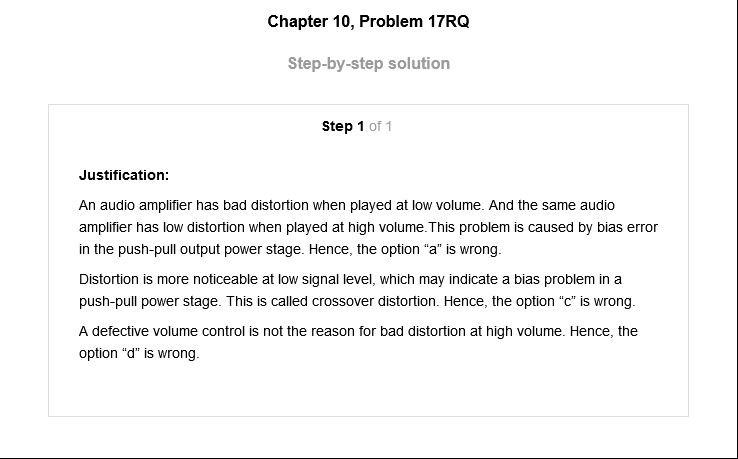 Chapter 10, Problem 17RQ
Step-by-step solution
Step 1 of 1
Justification:
An audio amplifier has bad distortion when played at low volume. And the same audio
amplifier has low distortion when played at high volume.This problem is caused by bias error
in the push-pull output power stage. Hence, the option “a” is wrong.
Distortion is more noticeable at low signal level, which may indicate a bias problem in a
push-pull power stage. This is called crossover distortion. Hence, the option “c” is wrong.
A defective volume control is not the reason for bad distortion at high volume. Hence, the
option “d” is wrong.